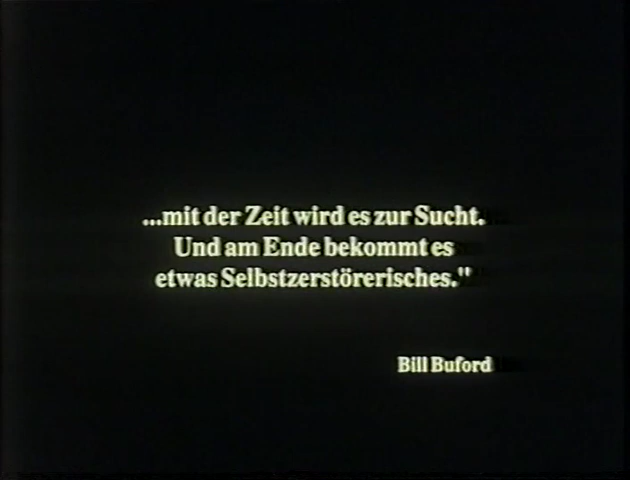 ...mit der Zeit wird es zur Sucht.
Und am Ende bekommt es
etwas Selbstzerstörerisches."
Bill Buford